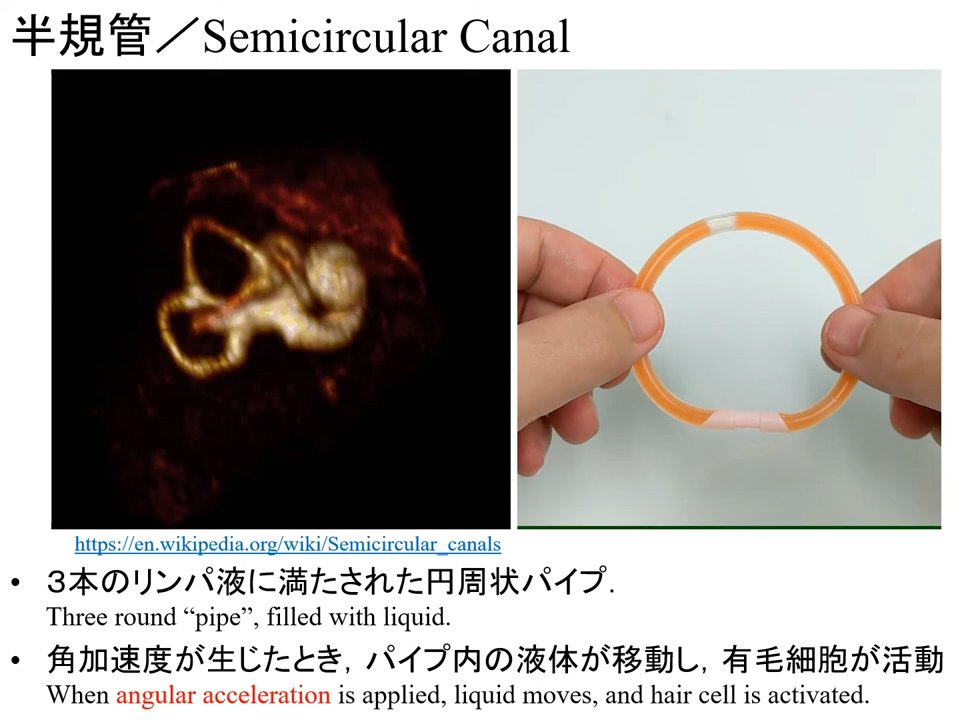 半規管／Semicircular Canal
https://en.wikipedia.org/wiki/Semicircular_canals
• ３本のリンパ液に満たされた円周状パイプ．
Three round “pipe”, filled with liquid.
• 角加速度が生じたとき，パイプ内の液体が移動し，有毛細胞が活動
When angular acceleration is applied, liquid moves, and hair cell is activated.